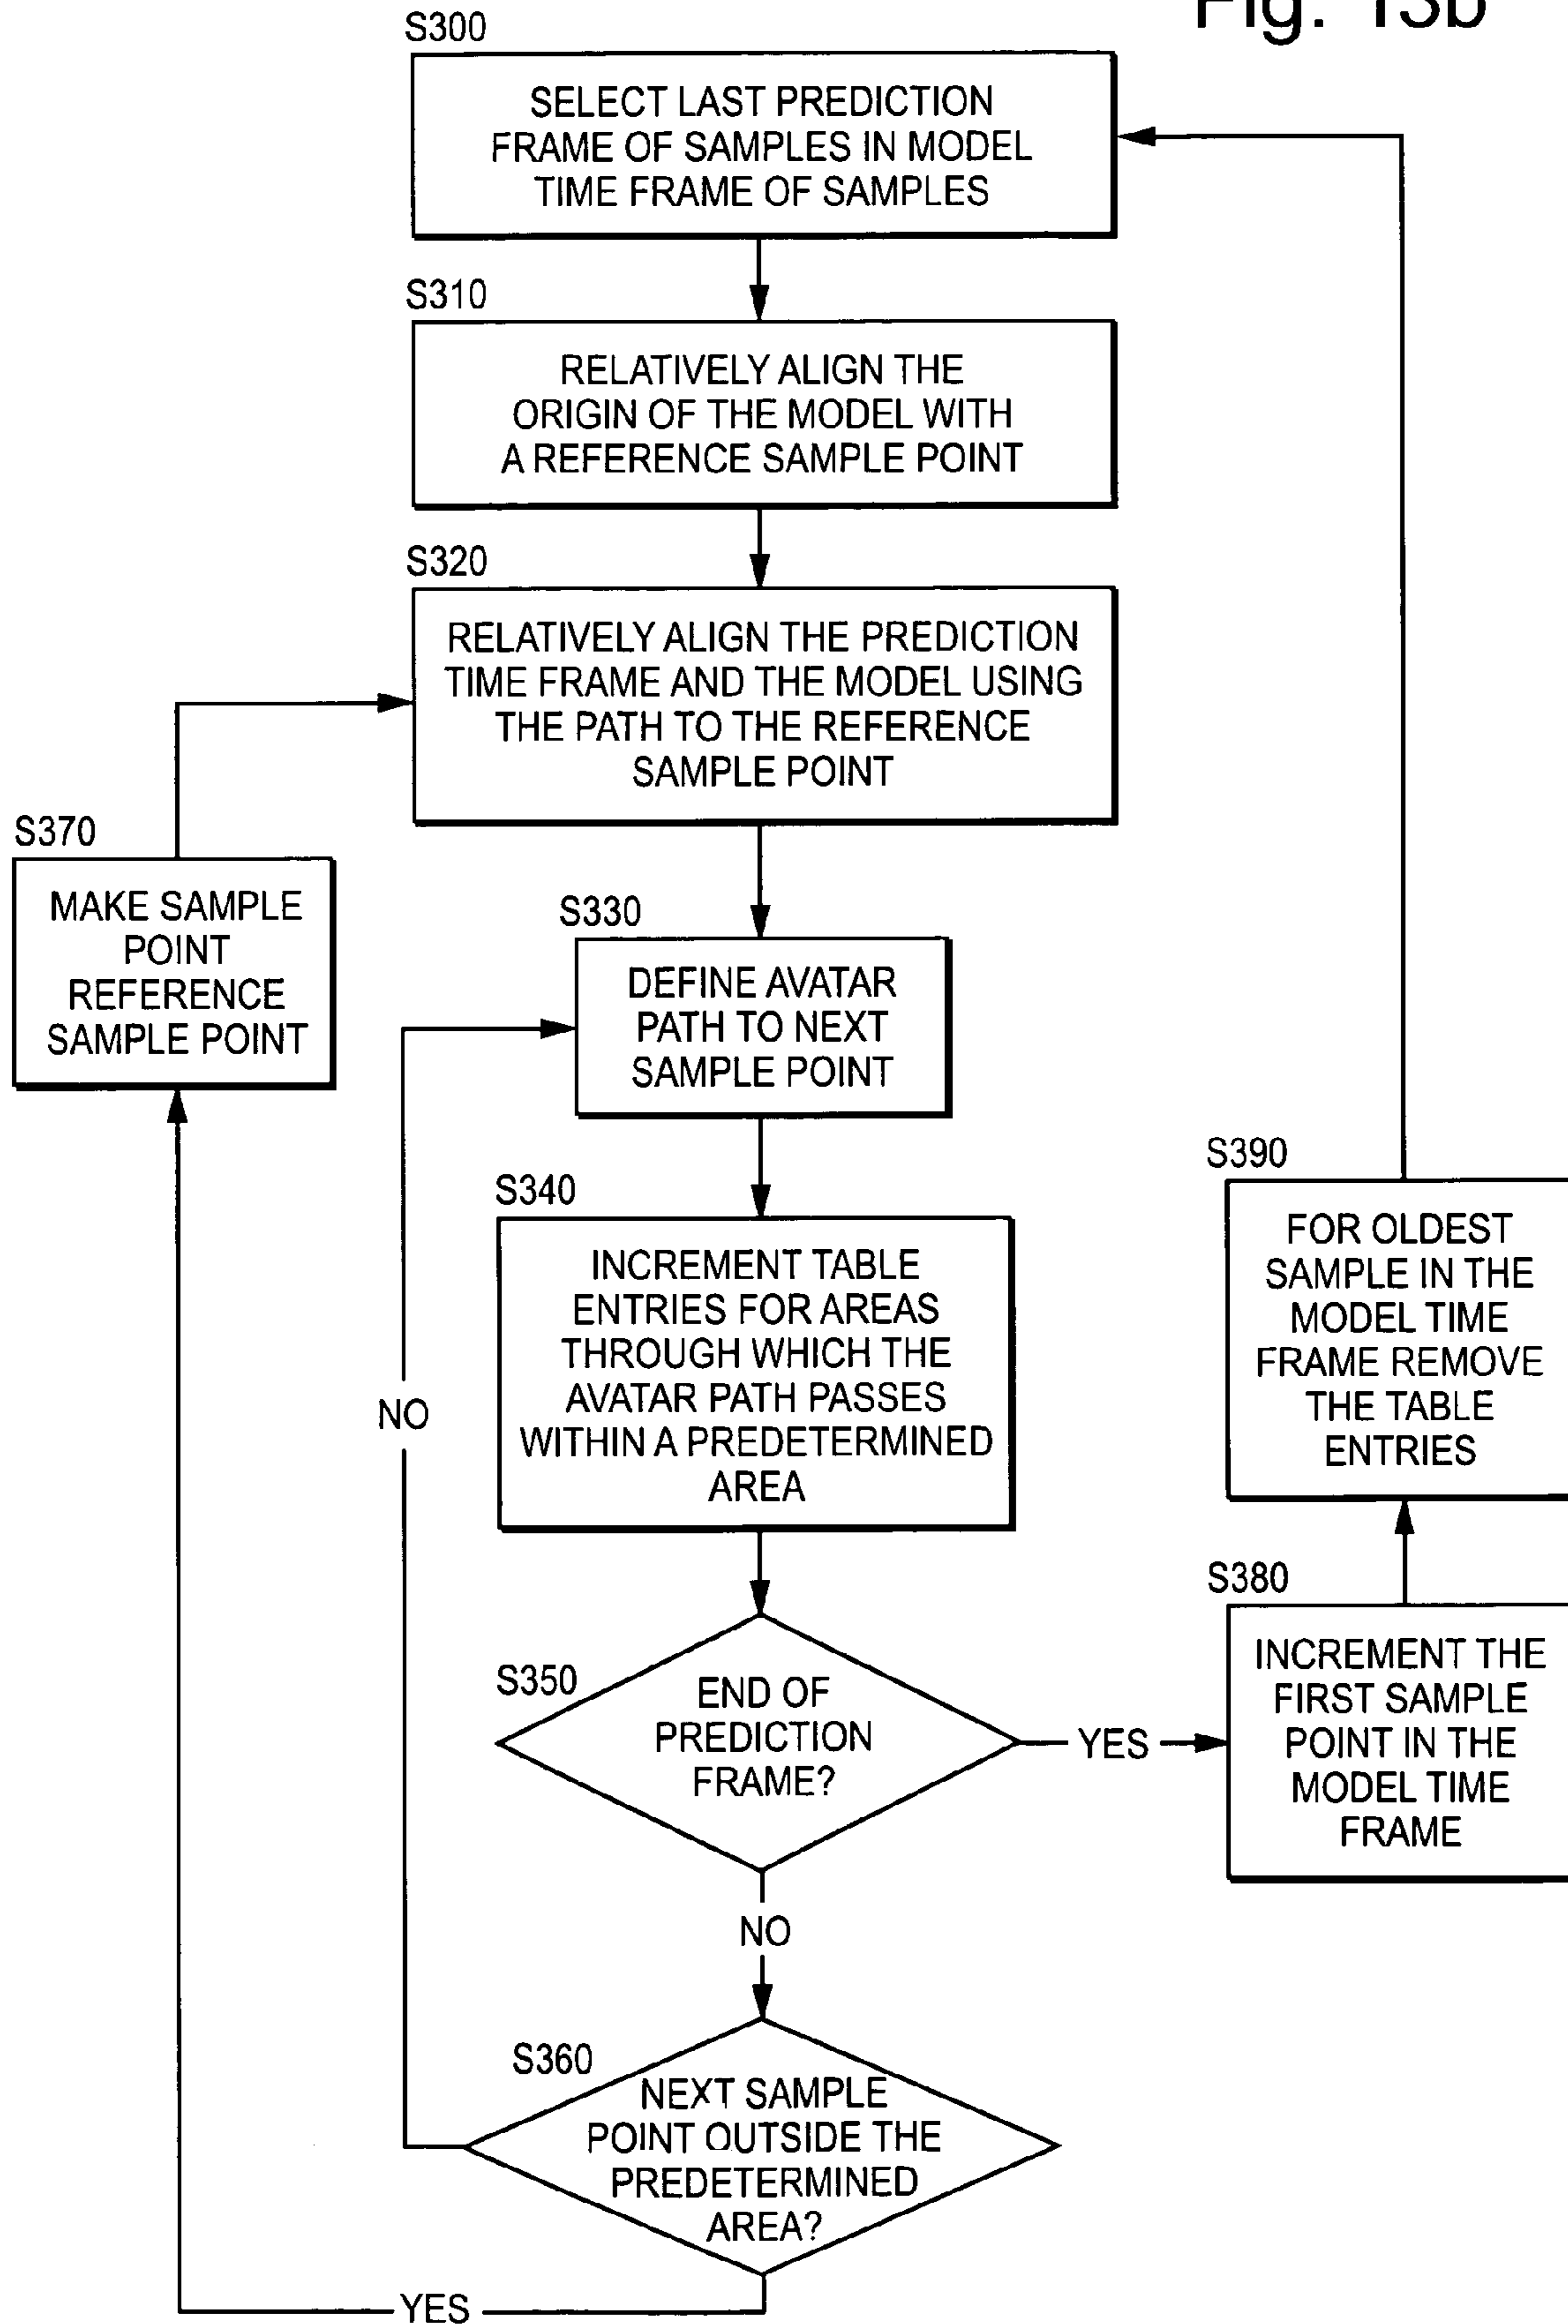 Fig. 13b
S300
SELECT LAST PREDICTION
FRAME OF SAMPLES IN MODEL
TIME FRAME OF SAMPLES
S310
RELATIVELY ALIGN THE
ORIGIN OF THE MODEL WITH
A REFERENCE SAMPLE POINT
S320
RELATIVELY ALIGN THE PREDICTION
TIME FRAME AND THE MODEL USING
THE PATH TO THE REFERENCE
SAMPLE POINT
S370
MAKE SAMPLE
POINT
REFERENCE
SAMPLE POINT
S330
DEFINE AVATAR
PATH TO NEXT
SAMPLE POINT
S340
INCREMENT TABLE
ENTRIES FOR AREAS
THROUGH WHICH THE
AVATAR PATH PASSES
WITHIN A PREDETERMINED
AREA
NO
S390
FOR OLDEST
SAMPLE IN THE
MODEL TIME
FRAME REMOVE
THE TABLE
ENTRIES
S350
END OF
PREDICTION
FRAME?
YES
S380
INCREMENT THE
FIRST SAMPLE
POINT IN THE
MODEL TIME
FRAME
NO
S360
NEXT SAMPLE
POINT OUTSIDE THE
PREDETERMINED
AREA?
YES